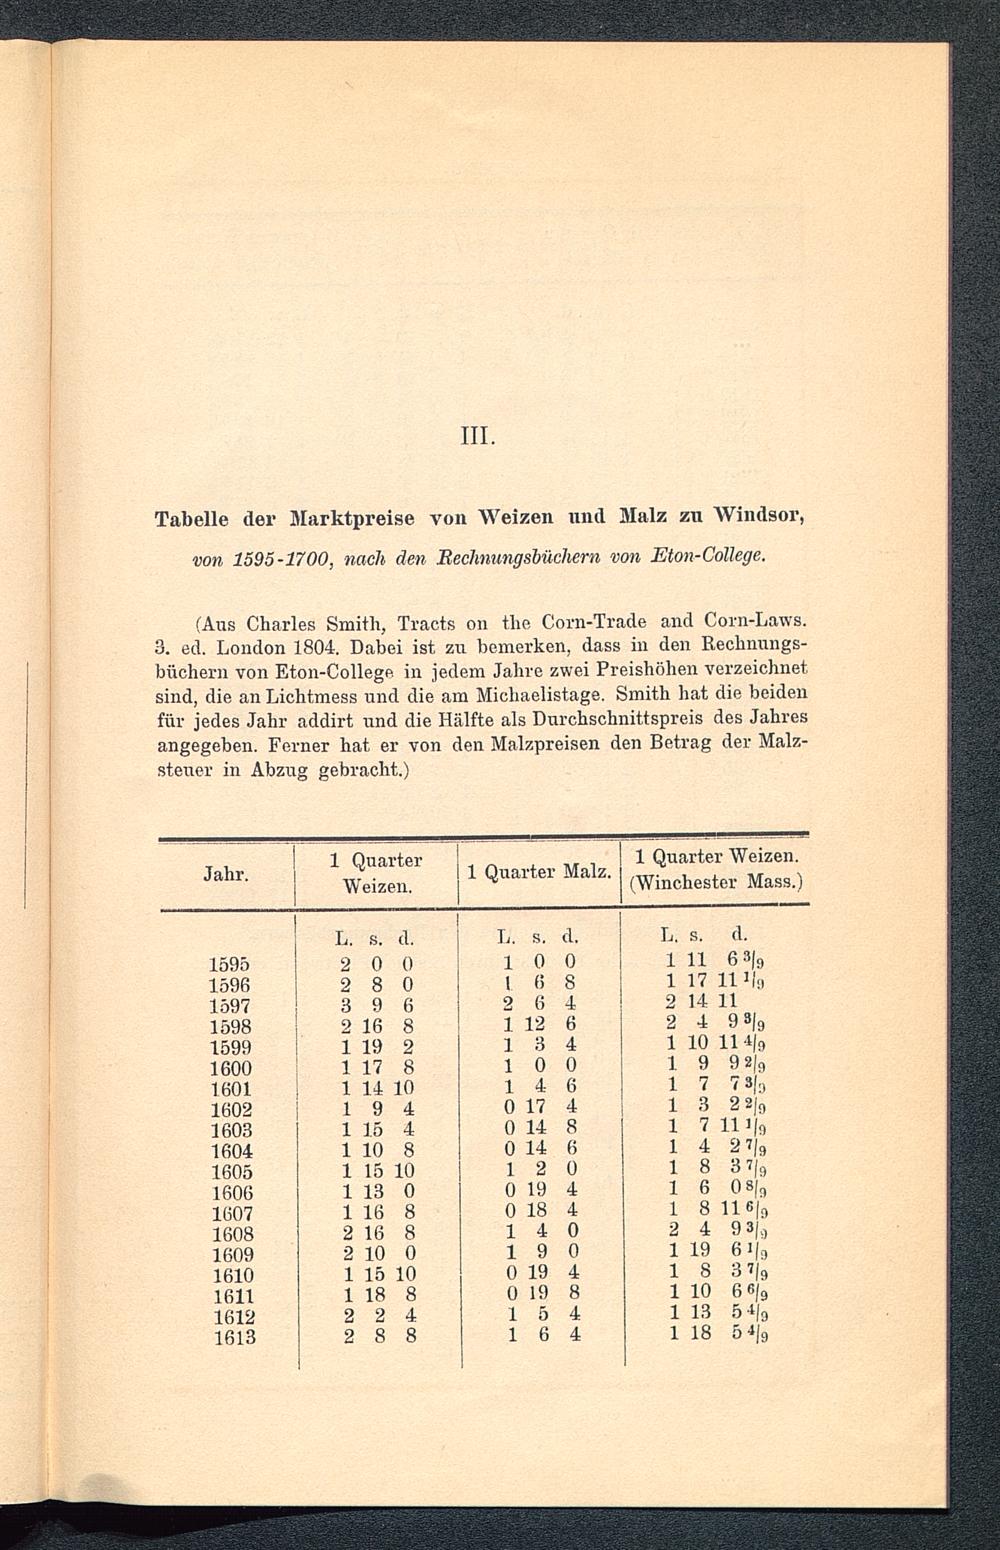 III.
Tabelle der Marktpreise von Weizen und Malz zu Windsor,
von 1595-1700, nach den Rechnungsbüchern von Eton-College.
(Aus Charles Smith, Tracts on the Corn-Trade and Corn-Laws.
3. ed. London 1804. Dabei ist zu bemerken, dass in den Rechnungs-
büchern von Eton-College in jedem Jahre zwei Preishöhen verzeichnet
sind, die an Lichtmess und die am Michaelistage. Smith hat die beiden
für jedes Jahr addirt und die Hälfte als Durchschnittspreis des Jahres
angegeben. Ferner hat er von den Malzpreisen den Betrag der Malz-
steuer in Abzug gebracht.)
Jahr. 1 Quarter Weizen. 1 Quarter Malz. 1 Quarter Weizen. (Winchester Mass.)
L. s. d. L. s. d. L. s. d.
1595 2 0 0 1 0 0 1 11 6 3/9
1596 2 8 0 1 6 8 1 17 11 1/9
1597 3 9 6 2 6 4 2 14 11
1598 2 16 8 1 12 6 2 4 9 3/9
1599 1 19 2 1 3 4 1 10 11 4/9
1600 1 17 8 1 0 0 1 9 9 2/9
1601 1 14 10 1 4 6 1 7 7 3/9
1602 1 9 4 0 17 4 1 3 2 2/9
1603 1 15 4 0 14 8 1 7 11 1/9
1604 1 10 8 0 14 6 1 4 2 7/9
1605 1 15 10 1 2 0 1 8 3 7/9
1606 1 13 0 0 19 4 1 6 0 8/9
1607 1 16 8 0 18 4 1 8 11 6/9
1608 2 16 8 1 4 0 2 4 9 3/9
1609 2 10 0 1 9 0 1 19 6 1/9
1610 1 15 10 0 19 4 1 8 3 7/9
1611 1 18 8 0 19 8 1 10 6 6/9
1612 2 2 4 1 5 4 1 13 5 4/9
1613 2 8 8 1 6 4 1 18 5 4/9